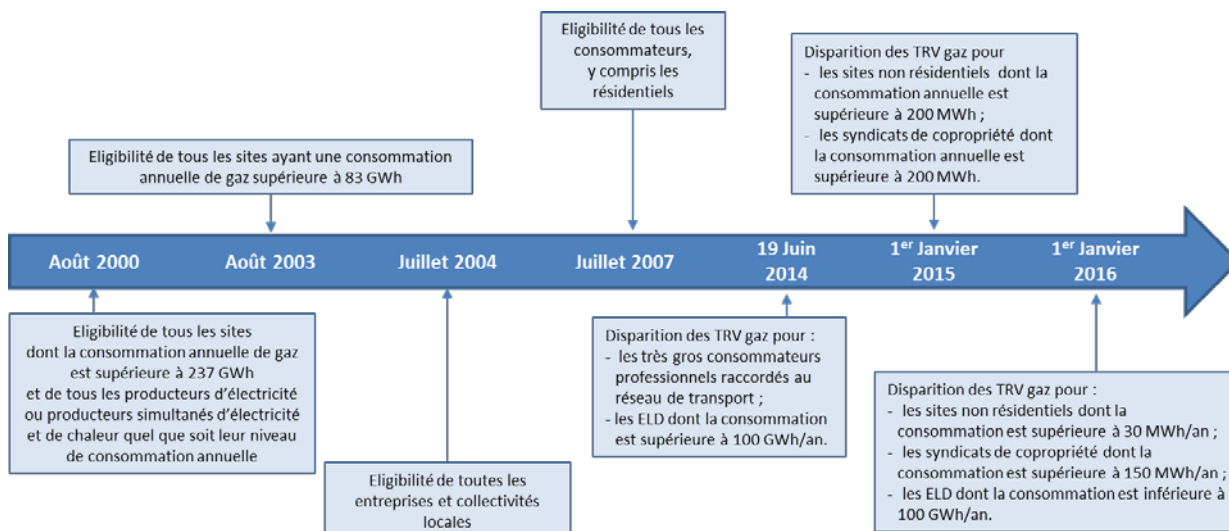 Eligibilité de tous les
consommateurs,
y compris les
résidentiels
Disparition des TRV gaz pour
- les sites non résidentiels dont la
consommation annuelle est
supérieure à 200 MWh ;
- les syndicats de copropriété dont
la consommation annuelle est
supérieure à 200 MWh.
Eligibilité de tous les sites ayant une consommation
annuelle de gaz supérieure à 83 GWh
Août 2000
Août 2003
Juillet 2004
Juillet 2007
19 Juin
2014
1er Janvier
2015
1er Janvier
2016
Eligibilité de tous les sites
dont la consommation annuelle de gaz
est supérieure à 237 GWh
et de tous les producteurs d'électricité
ou producteurs simultanés d'électricité
et de chaleur quel que soit leur niveau
de consommation annuelle
Eligibilité de toutes les
entreprises et collectivités
locales
Disparition des TRV gaz pour :
- les très gros consommateurs
professionnels raccordés au
réseau de transport ;
- les ELD dont la consommation
est supérieure à 100 GWh/an.
Disparition des TRV gaz pour :
- les sites non résidentiels dont la
consommation est supérieure à 30 MWh/an ;
- les syndicats de copropriété dont la
consommation est supérieure à 150 MWh/an ;
- les ELD dont la consommation est inférieure à
100 GWh/an.